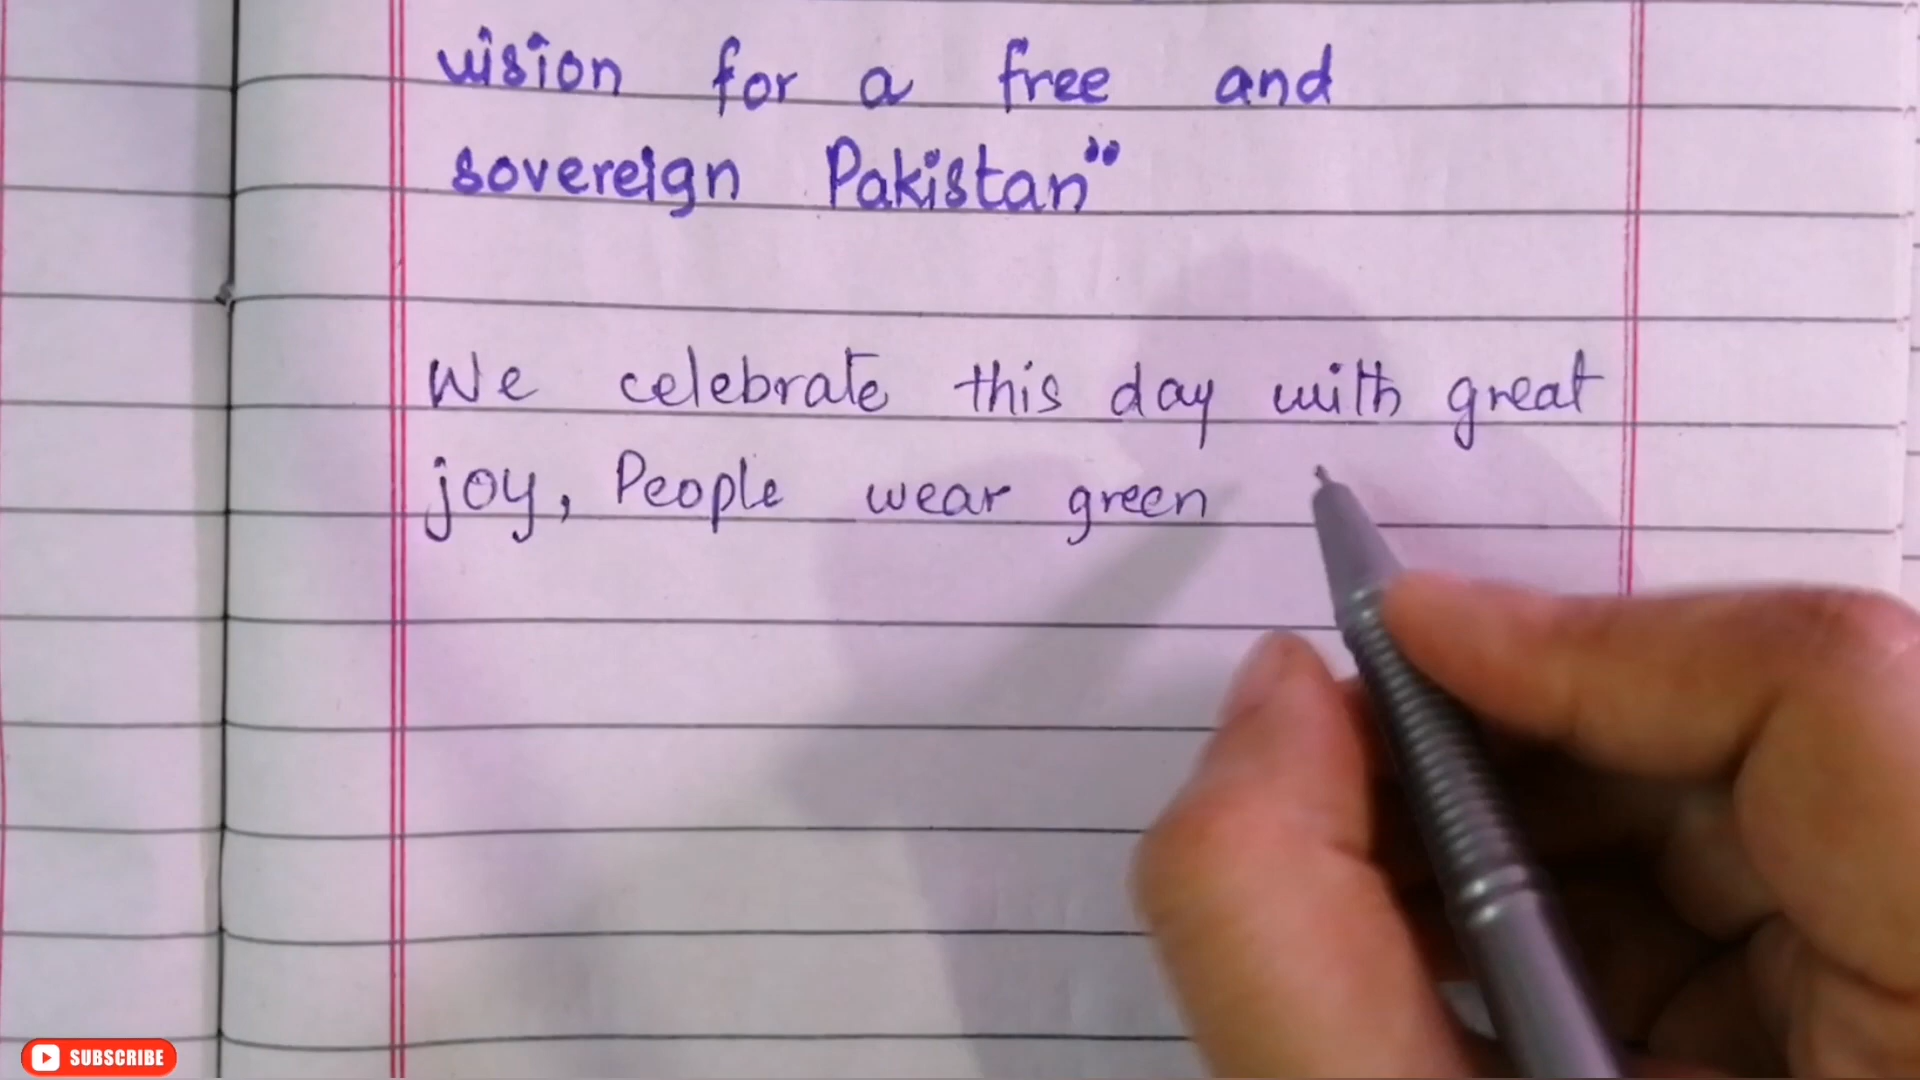 vision for a free and
sovereign Pakistan"
We celebrate this day with great
joy, People wear green
SUBSCRIBE